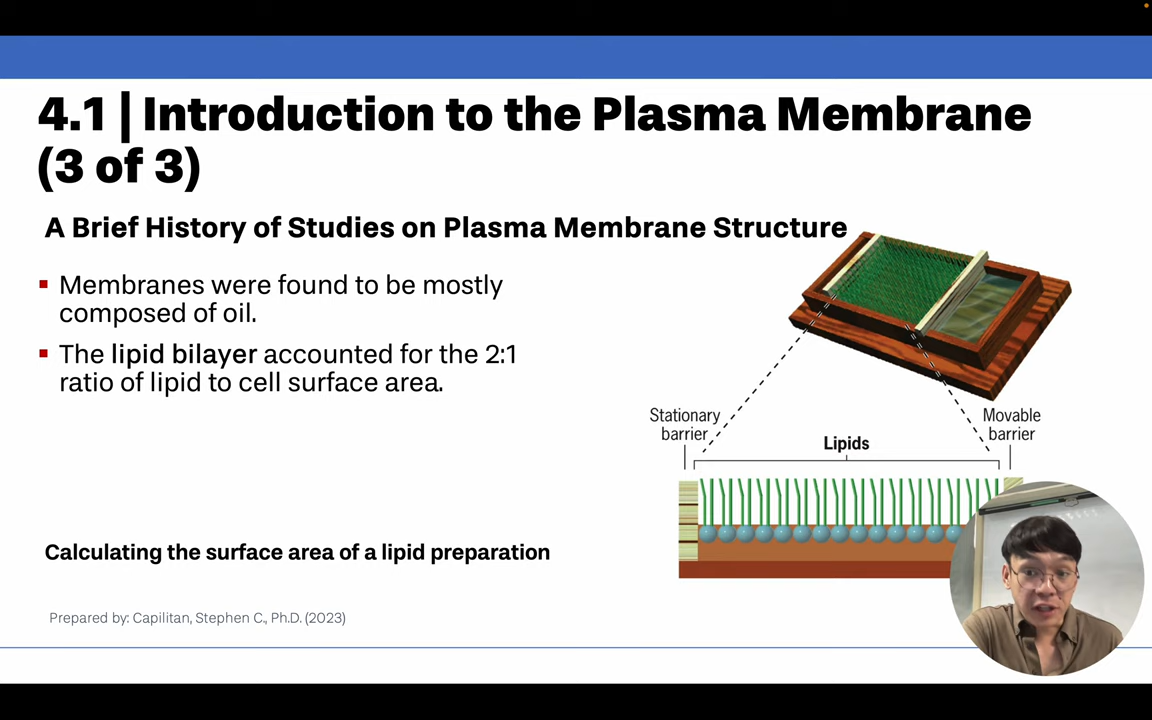 4.1 | Introduction to the Plasma Membrane
(3 of 3)
A Brief History of Studies on Plasma Membrane Structure
▪ Membranes were found to be mostly
composed of oil.
▪ The lipid bilayer accounted for the 2:1
ratio of lipid to cell surface area.
Stationary
barrier
Lipids
Movable
barrier
Calculating the surface area of a lipid preparation
Prepared by: Capilitan, Stephen C., Ph.D. (2023)